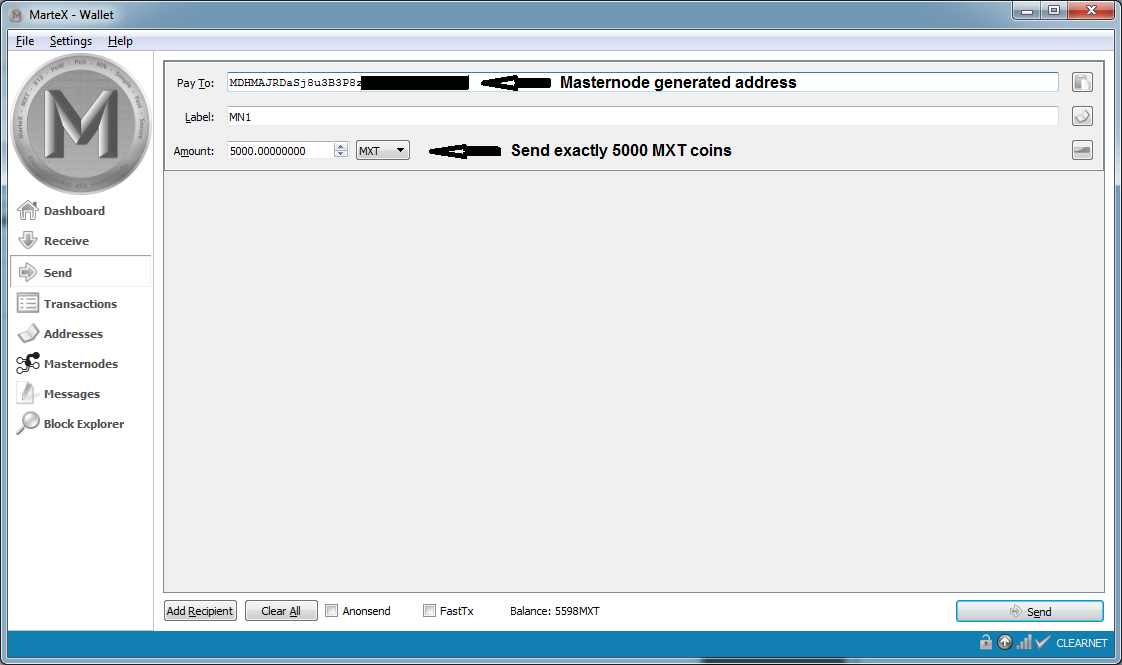 MarteX - Wallet
File Settings Help
Pay To: MDHMAJRDaSj8u3B3P8z Masternode generated address
Label: MN1
Amount: 5000.00000000 MXT Send exactly 5000 MXT coins
Dashboard
Receive
Send
Transactions
Addresses
Masternodes
Messages
Block Explorer
Add Recipient Clear All Anonsend FastTx Balance: 5598MXT Send
CLEARNET